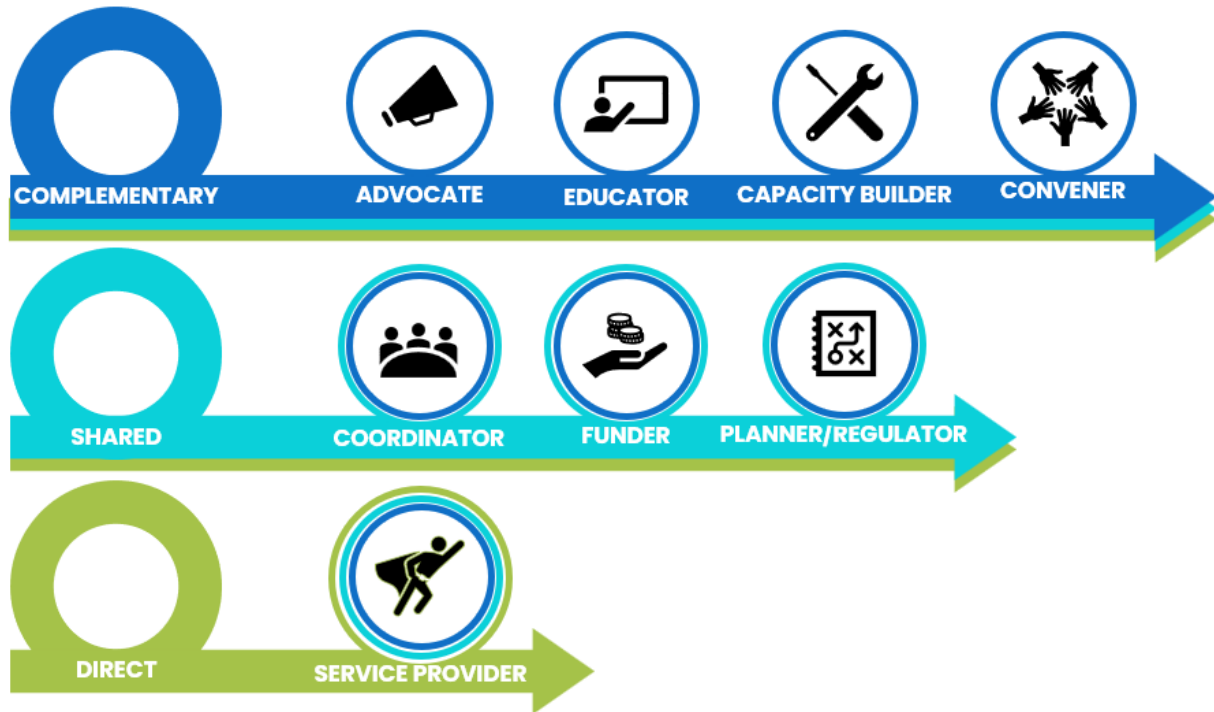 COMPLEMENTARY ADVOCATE EDUCATOR CAPACITY BUILDER CONVENER
SHARED COORDINATOR FUNDER PLANNER/REGULATOR
DIRECT SERVICE PROVIDER